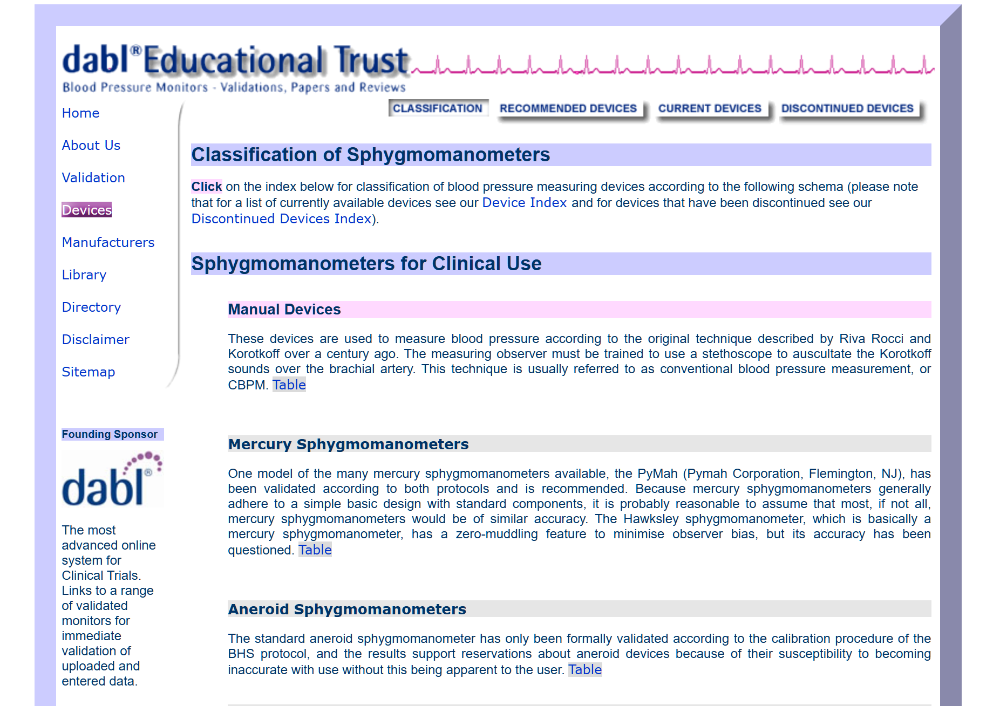 dabl® Educational Trust
Blood Pressure Monitors - Validations, Papers and Reviews
CLASSIFICATION RECOMMENDED DEVICES CURRENT DEVICES DISCONTINUED DEVICES
Home
About Us
Validation
Devices
Manufacturers
Library
Directory
Disclaimer
Sitemap
Founding Sponsor
dabl®
The most
advanced online
system for
Clinical Trials.
Links to a range
of validated
monitors for
immediate
validation of
uploaded and
entered data.
Classification of Sphygmomanometers
Click on the index below for classification of blood pressure measuring devices according to the following schema (please note
that for a list of currently available devices see our Device Index and for devices that have been discontinued see our
Discontinued Devices Index).
Sphygmomanometers for Clinical Use
Manual Devices
These devices are used to measure blood pressure according to the original technique described by Riva Rocci and
Korotkoff over a century ago. The measuring observer must be trained to use a stethoscope to auscultate the Korotkoff
sounds over the brachial artery. This technique is usually referred to as conventional blood pressure measurement, or
CBPM. Table
Mercury Sphygmomanometers
One model of the many mercury sphygmomanometers available, the PyMah (Pymah Corporation, Flemington, NJ), has
been validated according to both protocols and is recommended. Because mercury sphygmomanometers generally
adhere to a simple basic design with standard components, it is probably reasonable to assume that most, if not all,
mercury sphygmomanometers would be of similar accuracy. The Hawksley sphygmomanometer, which is basically a
mercury sphygmomanometer, has a zero-muddling feature to minimise observer bias, but its accuracy has been
questioned. Table
Aneroid Sphygmomanometers
The standard aneroid sphygmomanometer has only been formally validated according to the calibration procedure of the
BHS protocol, and the results support reservations about aneroid devices because of their susceptibility to becoming
inaccurate with use without this being apparent to the user. Table